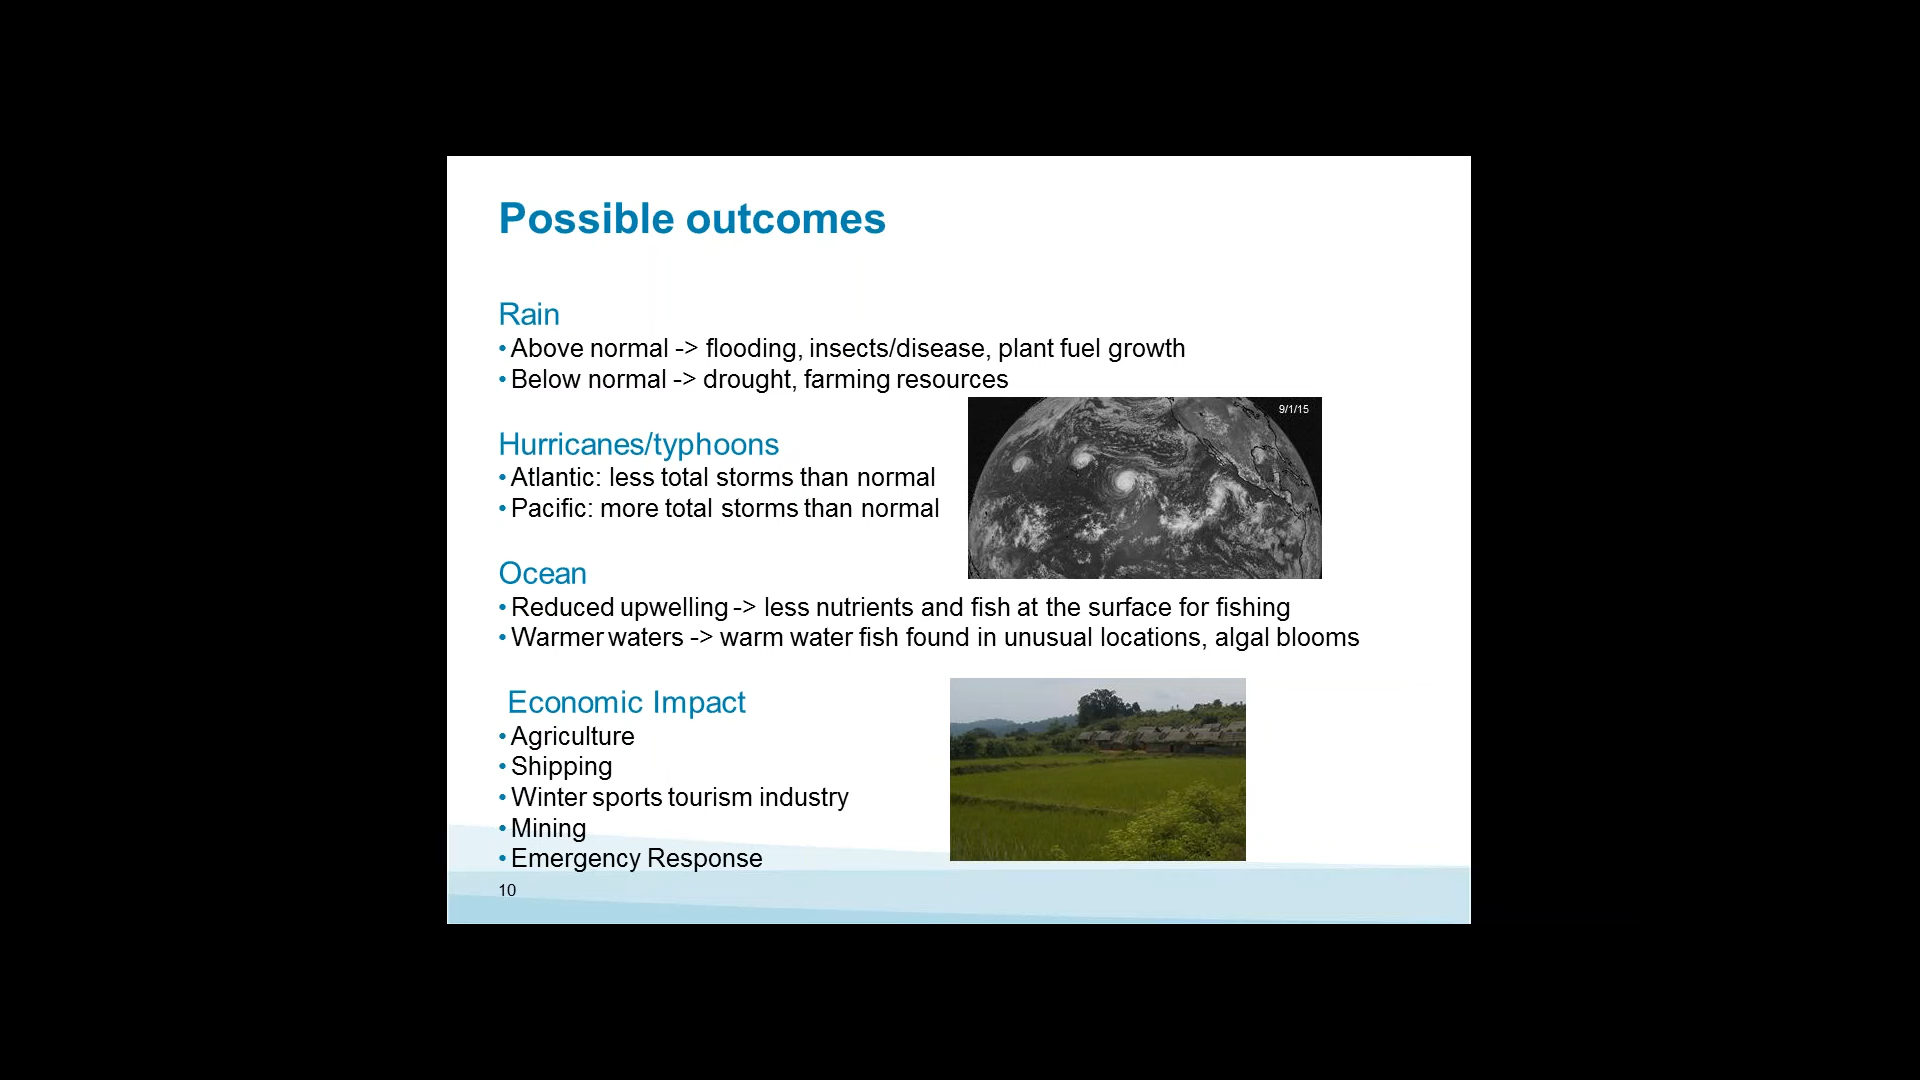 Possible outcomes
Rain
•Above normal -> flooding, insects/disease, plant fuel growth
•Below normal -> drought, farming resources
9/1/15
Hurricanes/typhoons
•Atlantic: less total storms than normal
•Pacific: more total storms than normal
Ocean
•Reduced upwelling -> less nutrients and fish at the surface for fishing
•Warmer waters -> warm water fish found in unusual locations, algal blooms
Economic Impact
•Agriculture
•Shipping
•Winter sports tourism industry
•Mining
•Emergency Response
10